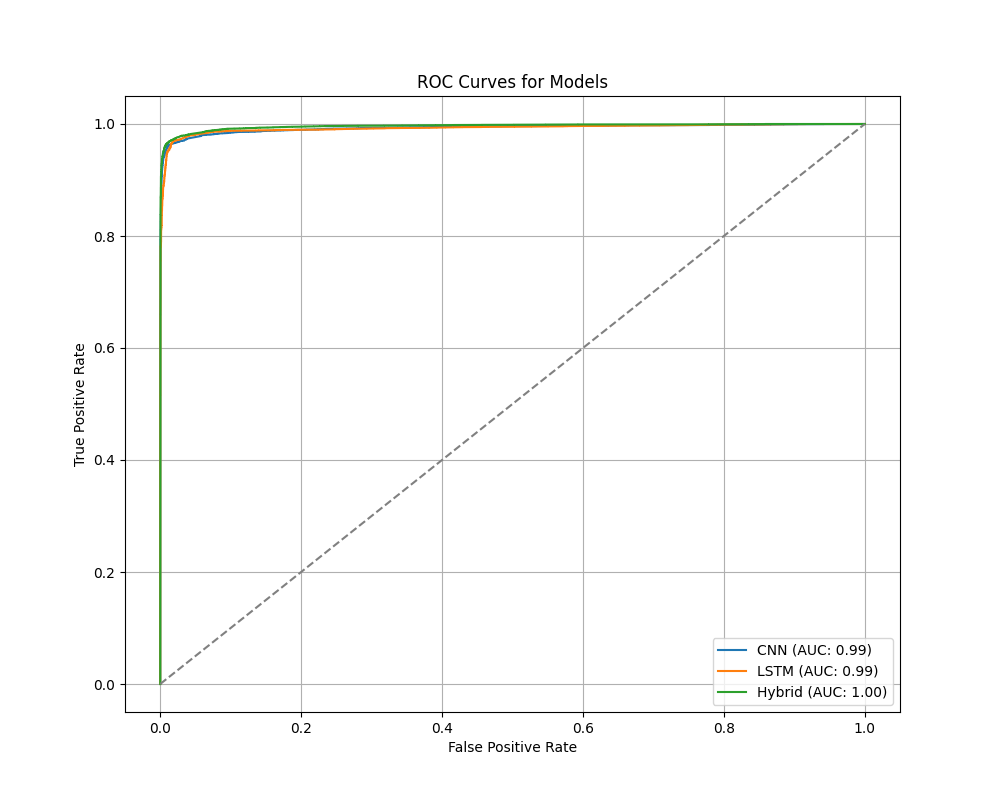 ROC Curves for Models
1.0
0.8
0.6
0.4
0.2
0.0
True Positive Rate
0.0 0.2 0.4 0.6 0.8 1.0
False Positive Rate
CNN (AUC: 0.99)
LSTM (AUC: 0.99)
Hybrid (AUC: 1.00)